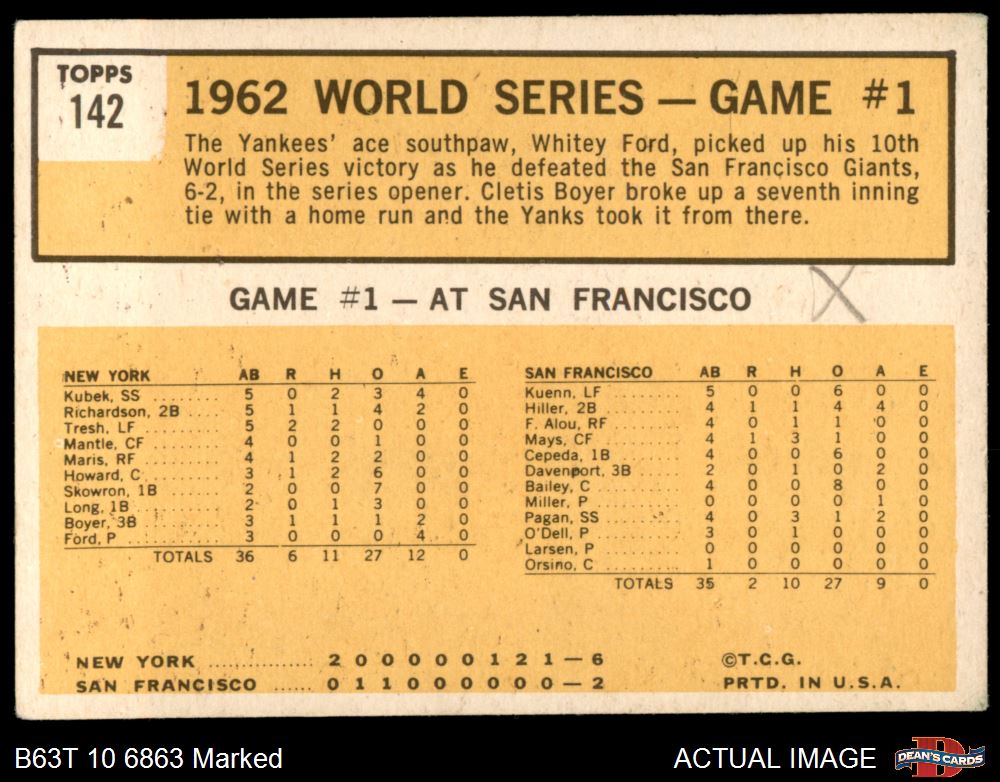 TOPPS
142
1962 WORLD SERIES — GAME #1
The Yankees' ace southpaw, Whitey Ford, picked up his 10th
World Series victory as he defeated the San Francisco Giants,
6-2, in the series opener. Cletis Boyer broke up a seventh inning
tie with a home run and the Yanks took it from there.
X
GAME #1 — AT SAN FRANCISCO
NEW YORK AB R H O A E
Kubek, SS 5 0 2 3 4 0
Richardson, 2B ..... 5 1 1 4 2 0
Tresh, LF ........ 5 2 2 0 0 0
Mantle, CF ....... 4 0 0 1 0 0
Maris, RF ........ 4 1 2 2 0 0
Howard, C ....... 3 1 2 6 0 0
Skowron, 1B ...... 2 0 0 7 0 0
Long, 1B ......... 2 0 1 3 0 0
Boyer, 3B ........ 3 1 1 1 2 0
Ford, P .......... 3 0 0 0 4 0
TOTALS 36 6 11 27 12 0
SAN FRANCISCO AB R H O A E
Kuenn, LF ......... 5 0 0 6 0 0
Hiller, 2B ......... 4 1 1 4 4 0
F. Alou, RF ........ 4 0 1 1 0 0
Mays, CF ......... 4 1 3 1 0 0
Cepeda, 1B ....... 4 0 0 6 0 0
Davenport, 3B ..... 2 0 1 0 2 0
Bailey, C ......... 4 0 0 8 0 0
Miller, P .......... 0 0 0 0 1 0
Pagan, SS ........ 4 0 3 1 2 0
O'Dell, P ......... 3 0 1 0 0 0
Larsen, P ......... 0 0 0 0 0 0
Orsino, C ......... 1 0 0 0 0 0
TOTALS 35 2 10 27 9 0
NEW YORK .............. 2 0 0 0 0 0 1 2 1 — 6
SAN FRANCISCO ...... 0 1 1 0 0 0 0 0 0 — 2
©T.C.G.
PRTD. IN U.S.A.
B63T 10 6863 Marked
ACTUAL IMAGE
D
DEAN'S CARDS